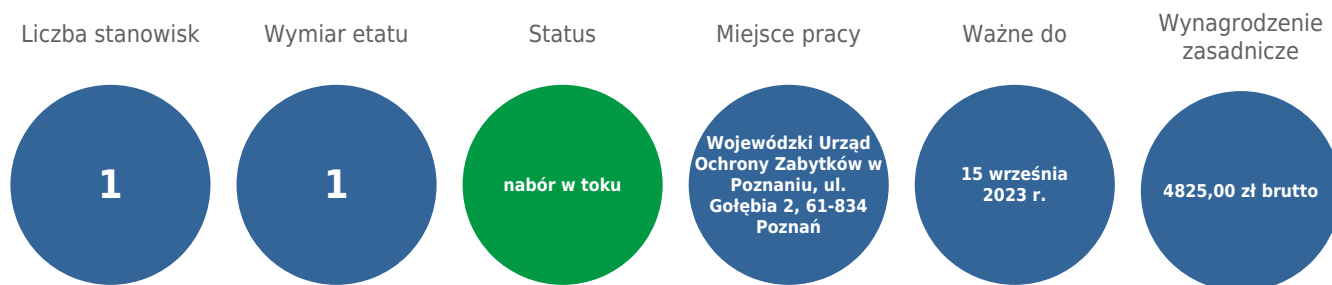 Liczba stanowisk
Wymiar etatu
Status
Miejsce pracy
Ważne do
Wynagrodzenie
zasadnicze
1
1
nabór w toku
Wojewódzki Urząd
Ochrony Zabytków w
Poznaniu, ul.
Gołębia 2, 61-834
Poznań
15 września
2023 r.
4825,00 zł brutto